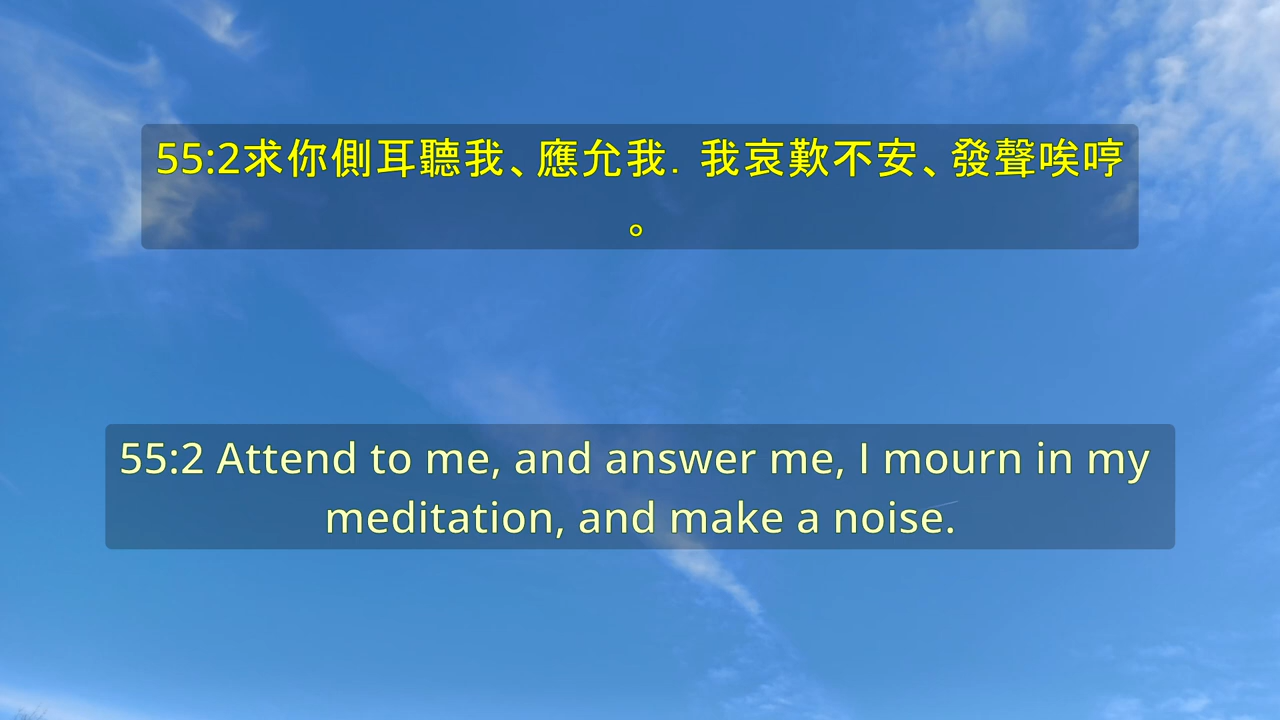 55:2求你側耳聽我、應允我．我哀歎不安、發聲唉哼
。
55:2 Attend to me, and answer me, I mourn in my
meditation, and make a noise.